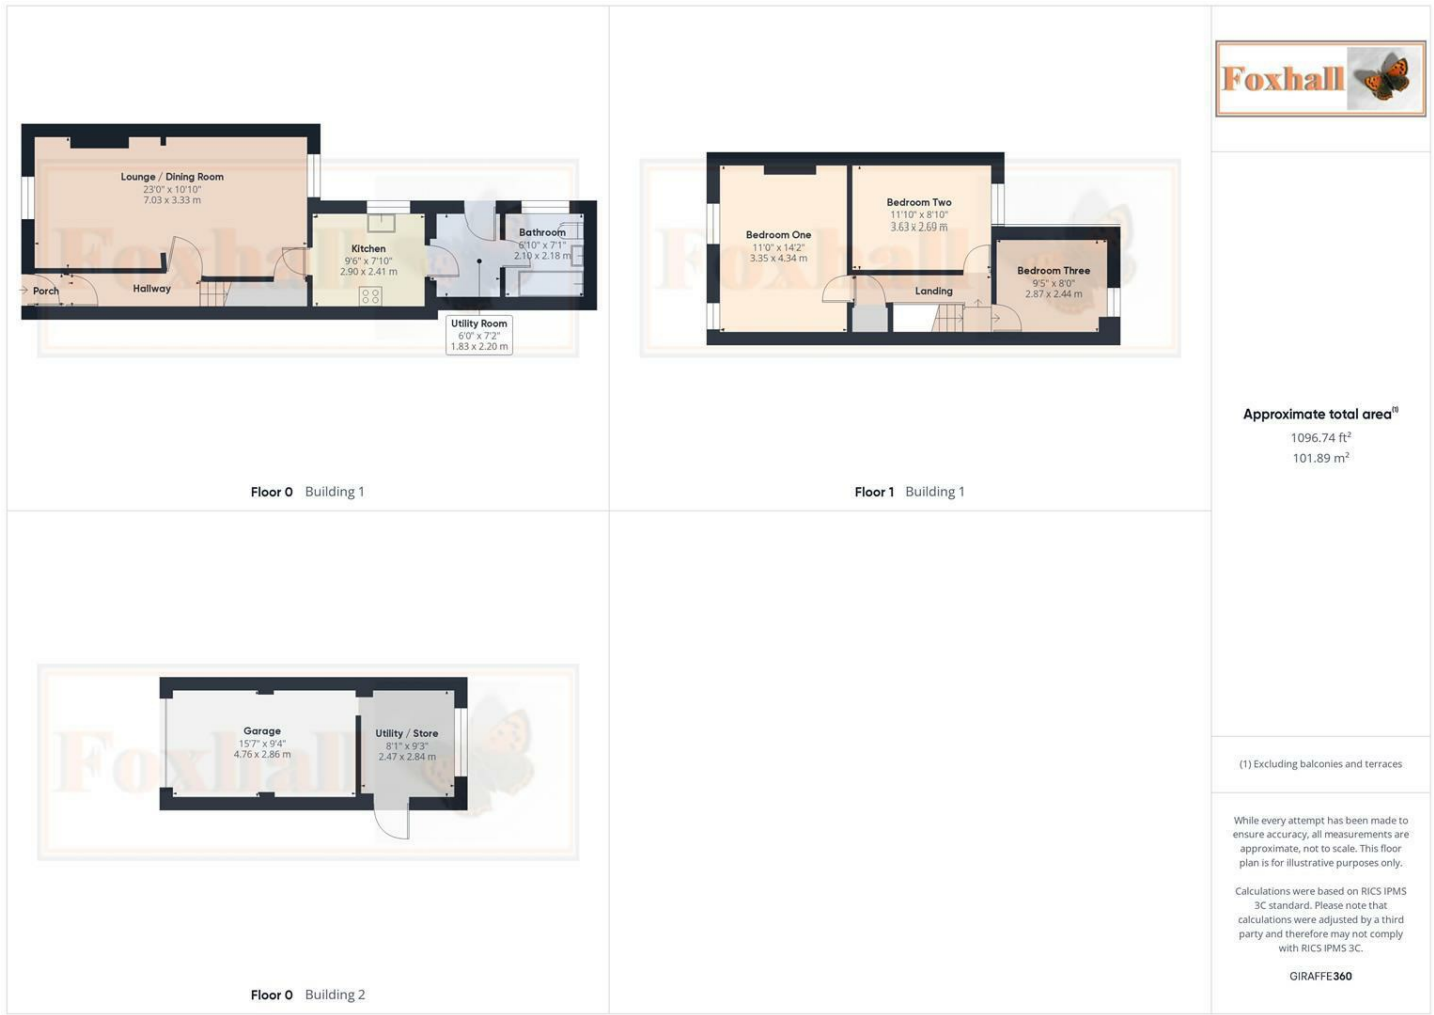 Lounge / Dining Room
23'0" x 10'10"
7.03 x 3.33 m
Kitchen
9'6" x 7'10"
2.90 x 2.41 m
Bathroom
6'10" x 7'1"
2.10 x 2.18 m
Porch
Hallway
Utility Room
6'0" x 7'2"
1.83 x 2.20 m
Foxhall
Floor 0 Building 1
Bedroom One
11'0" x 14'2"
3.35 x 4.34 m
Bedroom Two
11'10" x 8'10"
3.63 x 2.69 m
Bedroom Three
9'5" x 8'0"
2.87 x 2.44 m
Landing
Foxhall
Floor 1 Building 1
Garage
15'7" x 9'4"
4.76 x 2.86 m
Utility / Store
8'1" x 9'3"
2.47 x 2.84 m
Foxhall
Floor 0 Building 2
Foxhall
Approximate total area(1)
1096.74 ft²
101.89 m²
(1) Excluding balconies and terraces
While every attempt has been made to
ensure accuracy, all measurements are
approximate, not to scale. This floor
plan is for illustrative purposes only.
Calculations were based on RICS IPMS
3C standard. Please note that
calculations were adjusted by a third
party and therefore may not comply
with RICS IPMS 3C.
GIRAFFE360